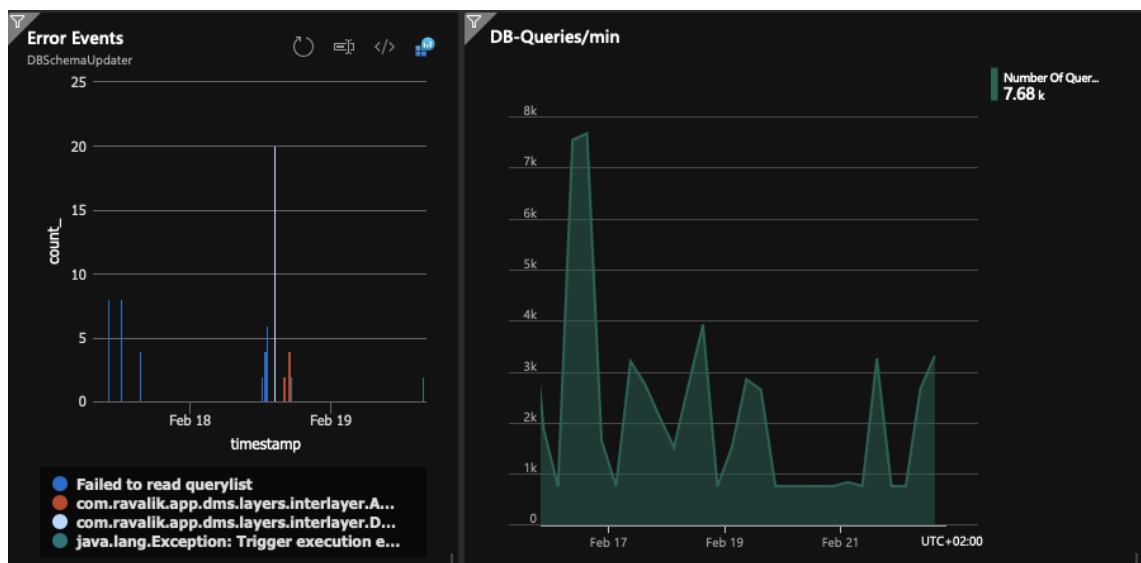 Error Events
DBSchemaUpdater
</>
25
20
15
10
5
0
count_
Feb 18
Feb 19
timestamp
Failed to read querylist
com.ravalik.app.dms.layers.interlayer.A...
com.ravalik.app.dms.layers.interlayer.D...
java.lang.Exception: Trigger execution e...
DB-Queries/min
8k
7k
6k
5k
4k
3k
2k
1k
0
Feb 17
Feb 19
Feb 21
UTC+02:00
Number Of Quer...
7.68 k